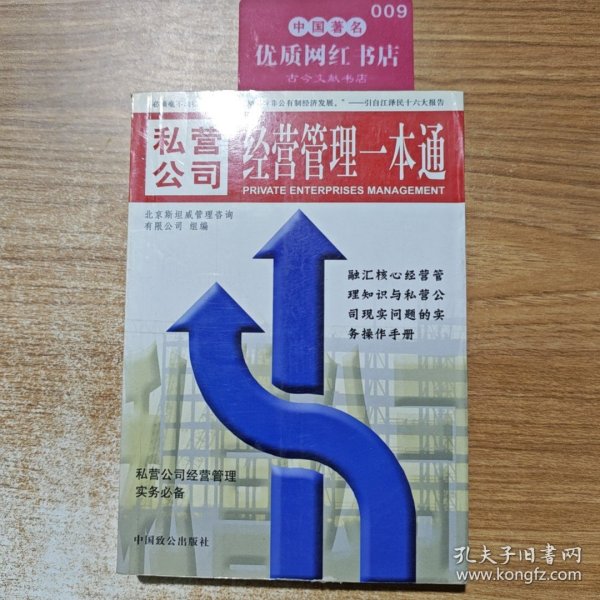 009
中国著名
优质网红书店
古今文献书店
非公有制经济发展。”——引自江泽民十六大报告
私营
公司
经营管理一本通
PRIVATE ENTERPRISES MANAGEMENT
北京斯坦威管理咨询
有限公司 组编
融汇核心经营管
理知识与私营公
司现实问题的实
务操作手册
私营公司经营管理
实务必备
中国致公出版社
孔夫子旧书网
www.kongfz.com